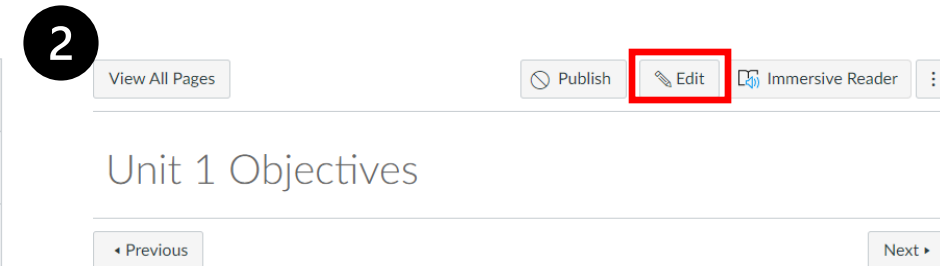 2
View All Pages Publish Edit Immersive Reader
Unit 1 Objectives
Previous Next